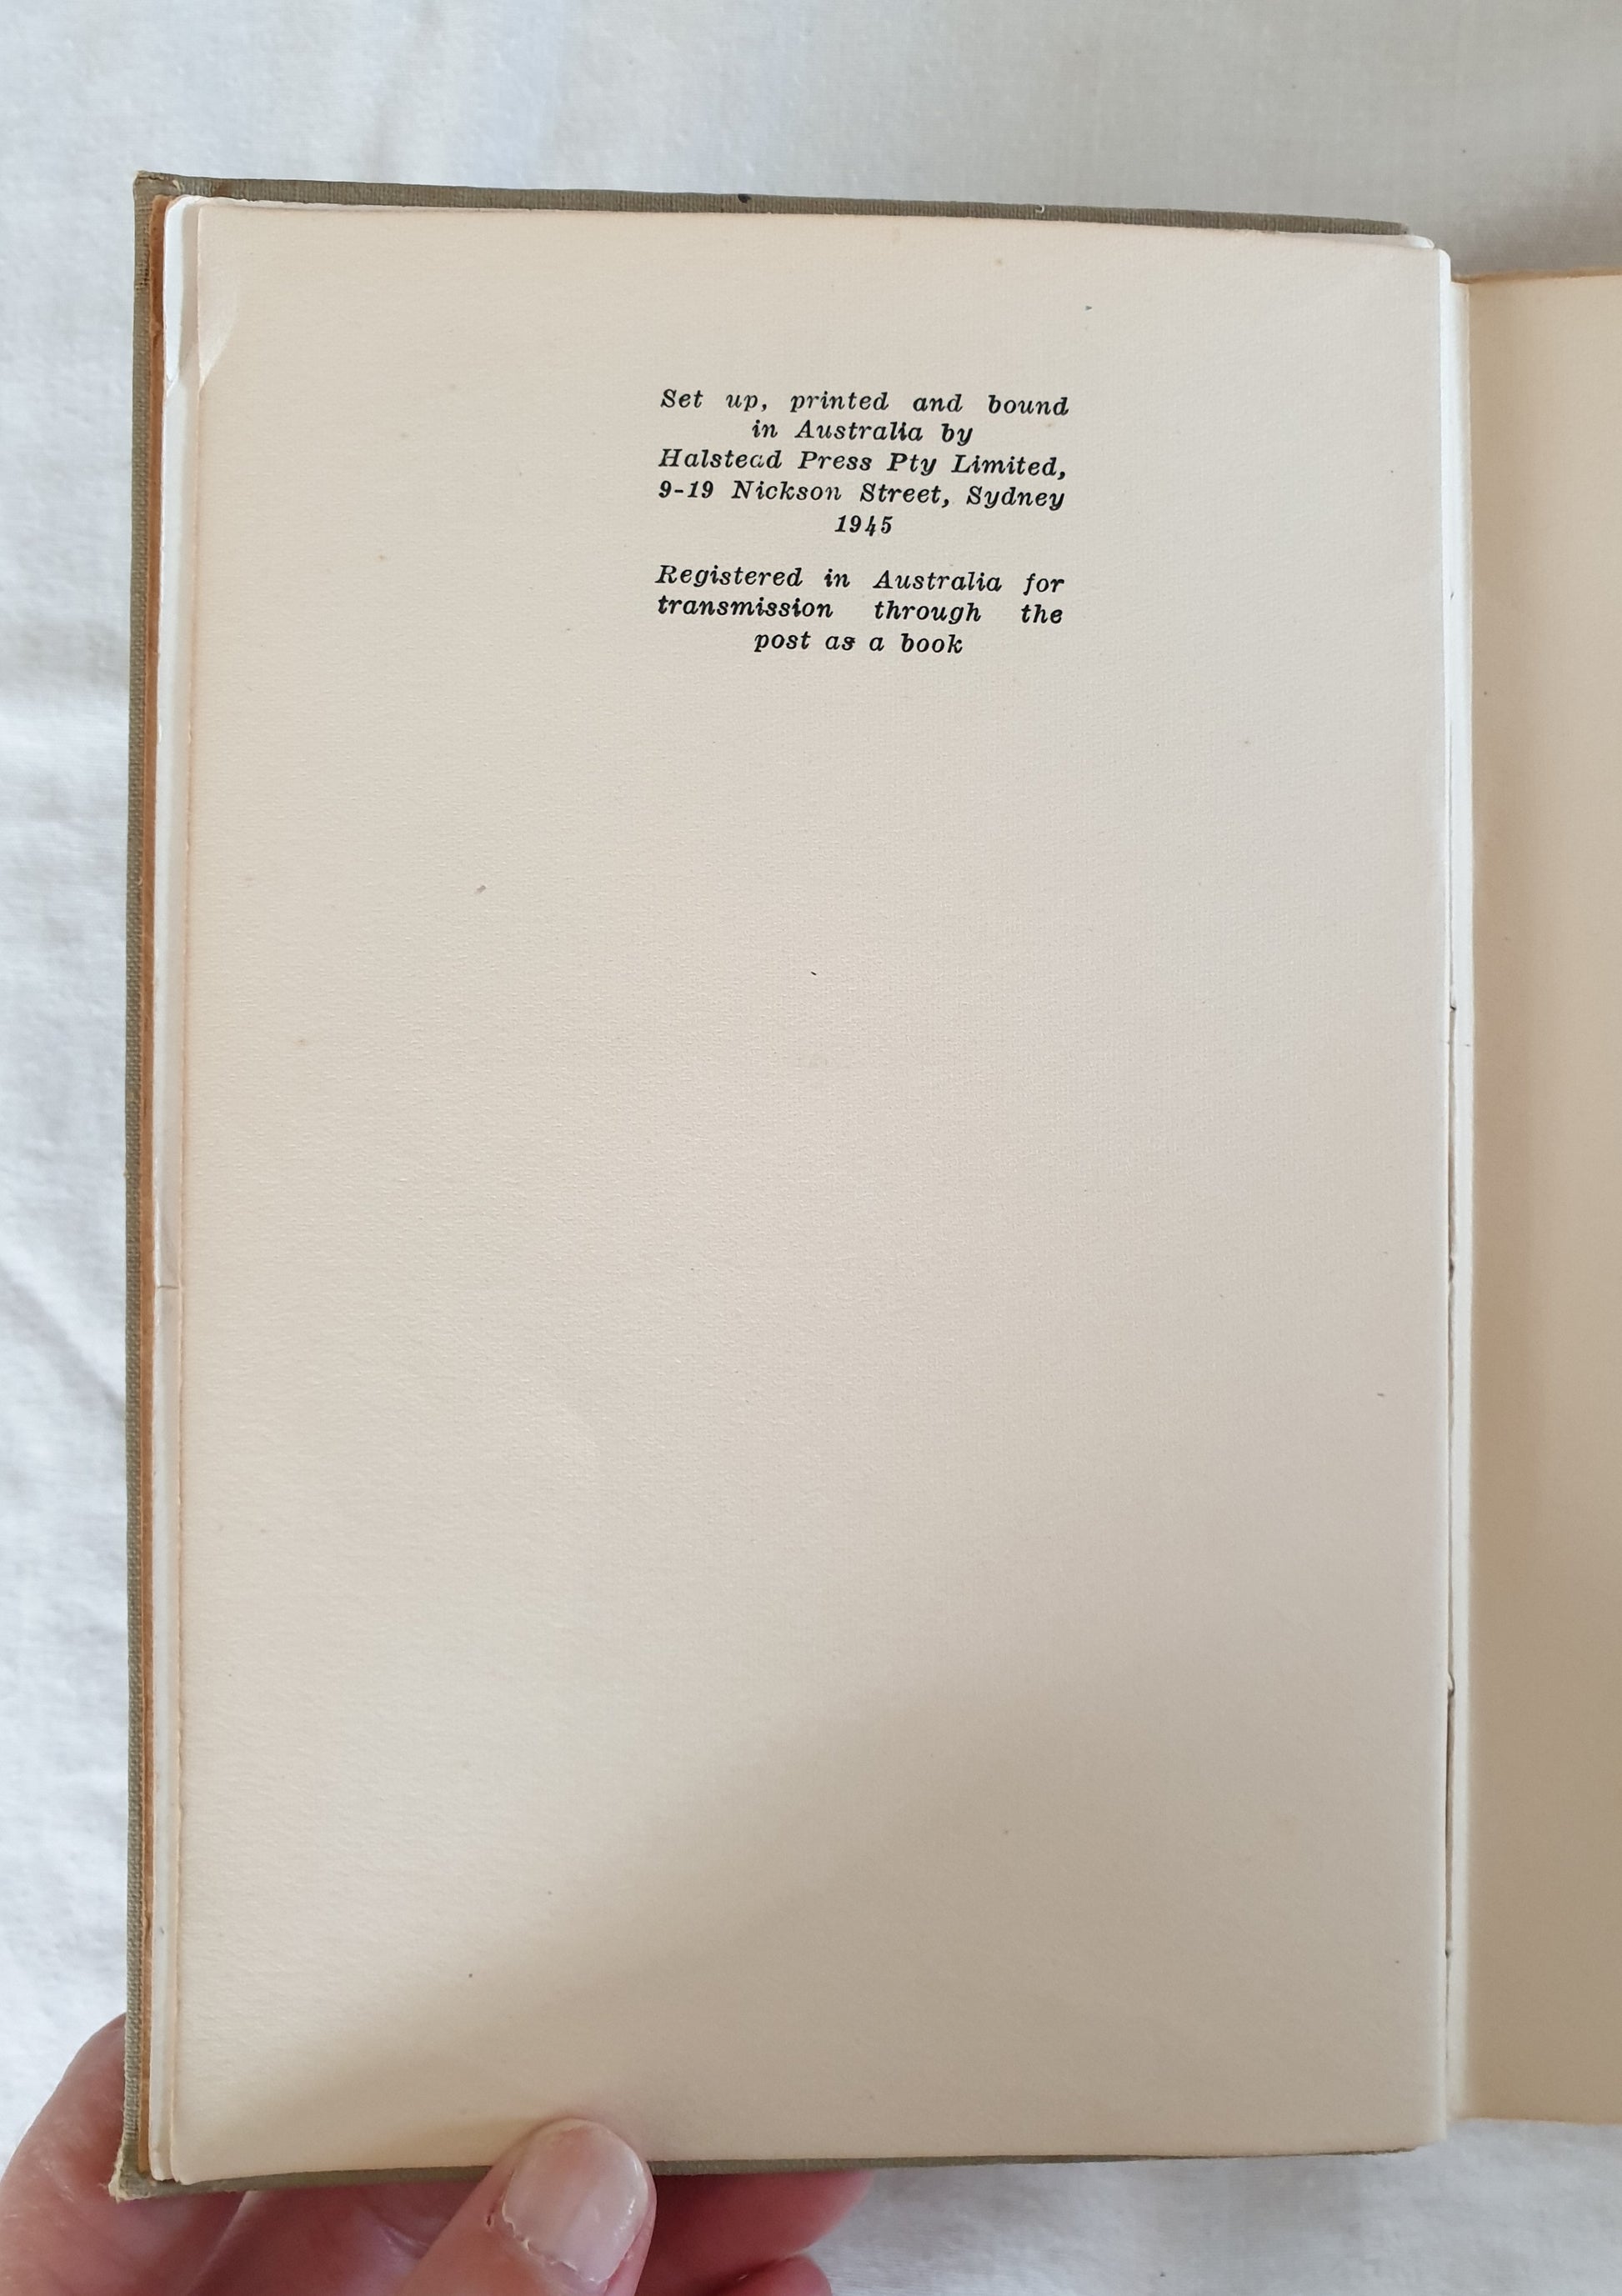 Set up, printed and bound
in Australia by
Halstead Press Pty Limited,
9-19 Nickson Street, Sydney
1945
Registered in Australia for
transmission through the
post as a book